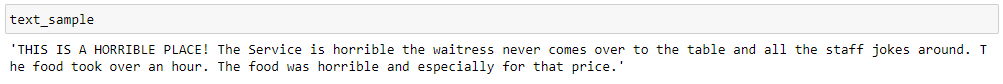 text_sample
'THIS IS A HORRIBLE PLACE! The Service is horrible the waitress never comes over to the table and all the staff jokes around. T
he food took over an hour. The food was horrible and especially for that price.'